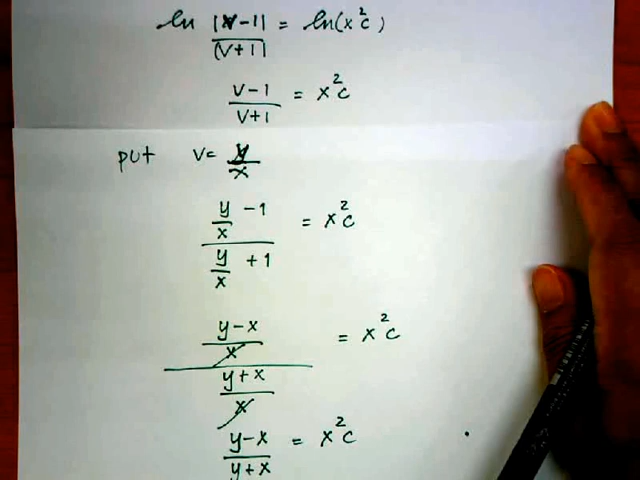 ln |v-1|/(v+1) = ln(x²c)
v-1/v+1 = x²c
put v= y/x
y/x -1 / y/x +1 = x²c
y-x/x / y+x/x = x²c
y-x/y+x = x²c